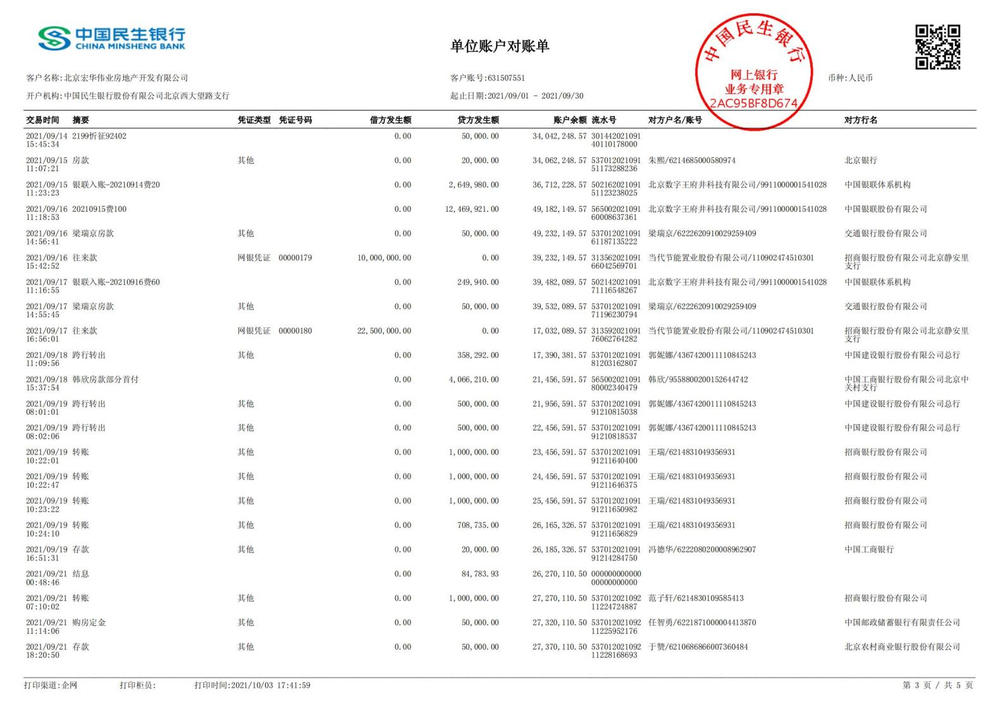 中国民生银行
CHINA MINSHENG BANK
单位账户对账单
中国民生银行
网上银行
业务专用章
2AC95BF8D674
客户名称:北京宏华伟业房地产开发有限公司 客户账号:631507551 币种:人民币
开户机构:中国民生银行股份有限公司北京西大望路支行 起止日期:2021/09/01 - 2021/09/30
交易时间 摘要 凭证类型 凭证号码 借方发生额 贷方发生额 账户余额 流水号 对方户名/账号 对方行名
2021/09/14 2199忻征92402 0.00 50,000.00 34,042,248.57 301442021091
15:45:34 40110178000
2021/09/15 房款 其他 0.00 20,000.00 34,062,248.57 537012021091 朱熙/6214685000580974 北京银行
11:07:21 51173288236
2021/09/15 银联入账-20210914费20 0.00 2,649,980.00 36,712,228.57 502162021091 北京数字王府井科技有限公司/9911000001541028 中国银联体系机构
11:23:23 51123238025
2021/09/16 20210915费100 0.00 12,469,921.00 49,182,149.57 565002021091 北京数字王府井科技有限公司/9911000001541028 中国银联股份有限公司
11:18:53 60008637361
2021/09/16 梁瑞京房款 其他 0.00 50,000.00 49,232,149.57 537012021091 梁瑞京/6222620910029259409 交通银行股份有限公司
14:56:41 61187135222
2021/09/16 往来款 网银凭证 00000179 10,000,000.00 0.00 39,232,149.57 313562021091 当代节能置业股份有限公司/110902474510301 招商银行股份有限公司北京静安里
15:42:52 66042569701 支行
2021/09/17 银联入账-20210916费60 0.00 249,940.00 39,482,089.57 502142021091 北京数字王府井科技有限公司/9911000001541028 中国银联体系机构
11:16:55 71116548267
2021/09/17 梁瑞京房款 其他 0.00 50,000.00 39,532,089.57 537012021091 梁瑞京/6222620910029259409 交通银行股份有限公司
14:55:45 71196230794
2021/09/17 往来款 网银凭证 00000180 22,500,000.00 0.00 17,032,089.57 313592021091 当代节能置业股份有限公司/110902474510301 招商银行股份有限公司北京静安里
16:56:01 76062764282 支行
2021/09/18 跨行转出 其他 0.00 358,292.00 17,390,381.57 537012021091 郭妮娜/4367420011110845243 中国建设银行股份有限公司总行
11:09:56 81203162807
2021/09/18 韩欣房款部分首付 0.00 4,066,210.00 21,456,591.57 565002021091 韩欣/9558800200152644742 中国工商银行股份有限公司北京中
15:37:54 80002340479 关村支行
2021/09/19 跨行转出 其他 0.00 500,000.00 21,956,591.57 537012021091 郭妮娜/4367420011110845243 中国建设银行股份有限公司总行
08:01:01 91210815038
2021/09/19 跨行转出 其他 0.00 500,000.00 22,456,591.57 537012021091 郭妮娜/4367420011110845243 中国建设银行股份有限公司总行
08:02:06 91210818537
2021/09/19 转账 其他 0.00 1,000,000.00 23,456,591.57 537012021091 王瑞/6214831049356931 招商银行股份有限公司
10:22:01 91211640400
2021/09/19 转账 其他 0.00 1,000,000.00 24,456,591.57 537012021091 王瑞/6214831049356931 招商银行股份有限公司
10:22:47 91211646375
2021/09/19 转账 其他 0.00 1,000,000.00 25,456,591.57 537012021091 王瑞/6214831049356931 招商银行股份有限公司
10:23:22 91211650982
2021/09/19 转账 其他 0.00 708,735.00 26,165,326.57 537012021091 王瑞/6214831049356931 招商银行股份有限公司
10:24:10 91211656829
2021/09/19 存款 其他 0.00 20,000.00 26,185,326.57 537012021091 冯德华/6222080200008962907 中国工商银行
16:51:31 91214284750
2021/09/21 结息 0.00 84,783.93 26,270,110.50 000000000000
00:48:46 00000000000
2021/09/21 转账 其他 0.00 1,000,000.00 27,270,110.50 537012021092 范子轩/6214830109585413 招商银行股份有限公司
07:10:02 11224724887
2021/09/21 购房定金 其他 0.00 50,000.00 27,320,110.50 537012021092 任智勇/6221871000004413870 中国邮政储蓄银行有限责任公司
11:14:06 11225952176
2021/09/21 存款 其他 0.00 50,000.00 27,370,110.50 537012021092 于赞/6210686866007360484 北京农村商业银行股份有限公司
18:20:50 11228168693
打印渠道:企网 打印柜员: 打印时间:2021/10/03 17:41:59 第 3 页 / 共 5 页